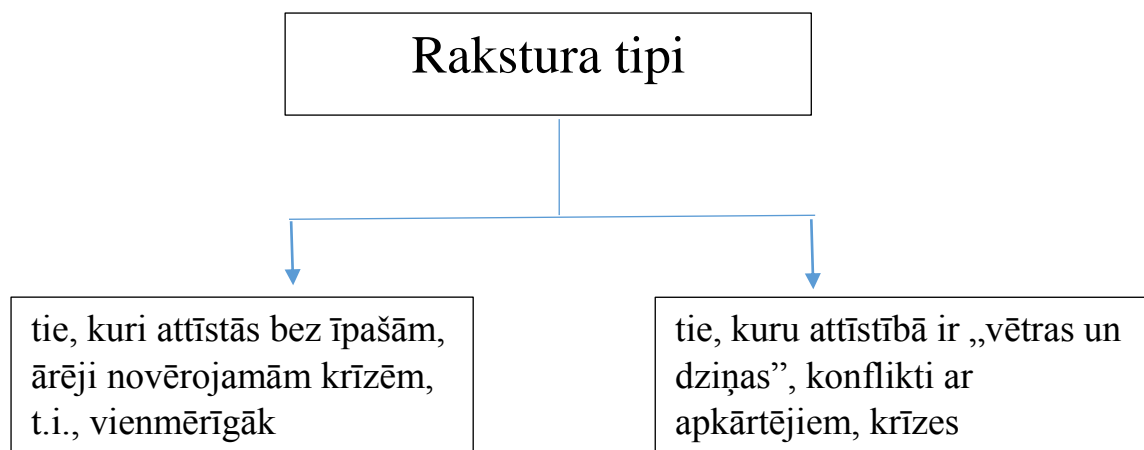 Rakstura tipi
tie, kuri attīstās bez īpašām,
ārēji novērojamām krīzēm,
t.i., vienmērīgāk
tie, kuru attīstībā ir „vētras un
dziņas”, konflikti ar
apkārtējiem, krīzes